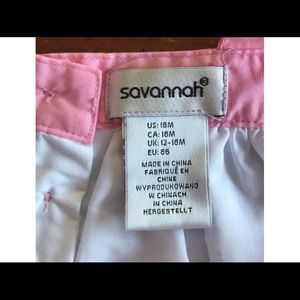 savannah
US: 18M
CA: 18M
UK: 12-18M
EU: 86
MADE IN CHINA
FABRIQUÉ EN
CHINE
WYPRODUKOWANO
W CHINACH
IN CHINA
HERGESTELLT